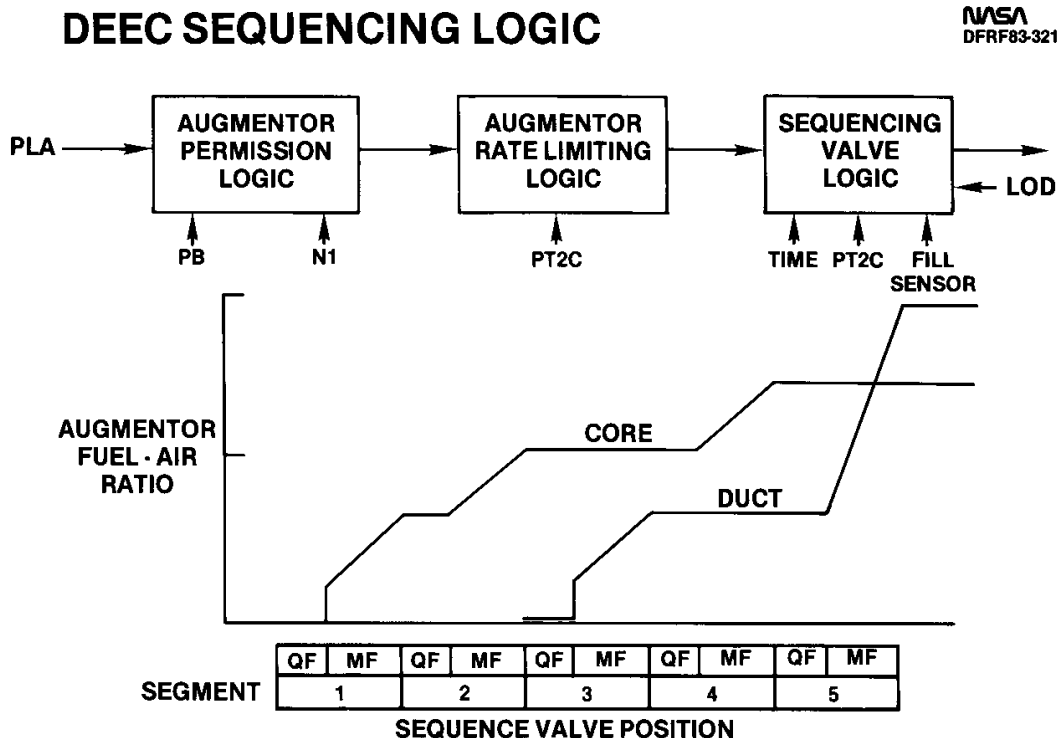 DEEC SEQUENCING LOGIC
NASA
DFRF83-321
PLA
AUGMENTOR
PERMISSION
LOGIC
AUGMENTOR
RATE LIMITING
LOGIC
SEQUENCING
VALVE
LOGIC
LOD
PB
N1
PT2C
TIME
PT2C
FILL
SENSOR
AUGMENTOR
FUEL - AIR
RATIO
CORE
DUCT
QF MF QF MF QF MF QF MF QF MF
SEGMENT 1 2 3 4 5
SEQUENCE VALVE POSITION